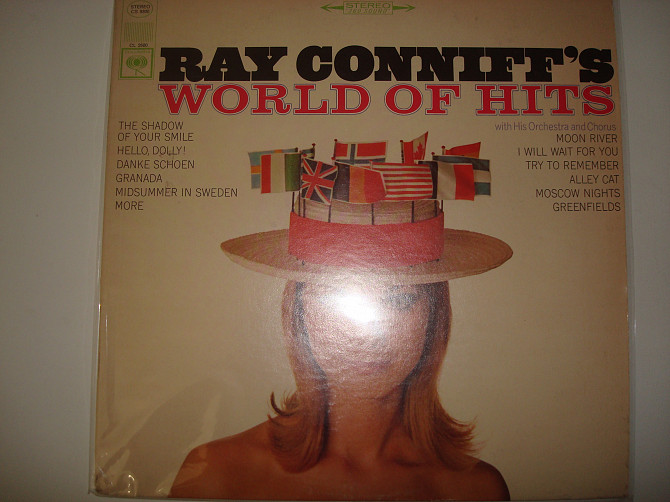 STEREO
STEREO
RAY CONNIFF'S
WORLD OF HITS
with His Orchestra and Chorus
THE SHADOW
OF YOUR SMILE
HELLO, DOLLY!
DANKE SCHOEN
GRANADA
MIDSUMMER IN SWEDEN
MORE
MOON RIVER
I WILL WAIT FOR YOU
TRY TO REMEMBER
ALLEY CAT
MOSCOW NIGHTS
GREENFIELDS